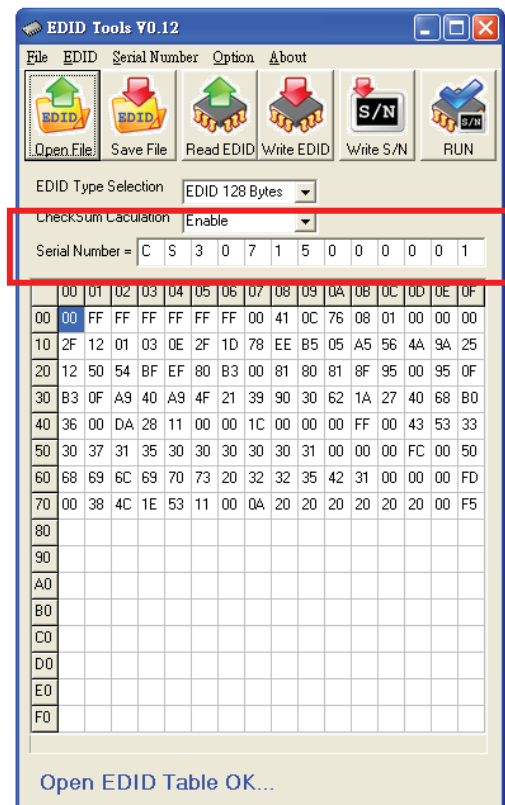 EDID Tools V0.12
File EDID Serial Number Option About
EDID EDID S/N S/N
Open File Save File Read EDID Write EDID Write S/N RUN
EDID Type Selection EDID 128 Bytes
CheckSum Caculation Enable
Serial Number = C S 3 0 7 1 5 0 0 0 0 0 1
00 01 02 03 04 05 06 07 08 09 0A 0B 0C 0D 0E 0F
00 00 FF FF FF FF FF FF 00 41 0C 76 08 01 00 00 00
10 2F 12 01 03 0E 2F 1D 78 EE B5 05 A5 56 4A 9A 25
20 12 50 54 BF EF 80 B3 00 81 80 81 8F 95 00 95 0F
30 B3 0F A9 40 A9 4F 21 39 90 30 62 1A 27 40 68 B0
40 36 00 DA 28 11 00 00 1C 00 00 00 FF 00 43 53 33
50 30 37 31 35 30 30 30 30 30 31 00 00 00 FC 00 50
60 68 69 6C 69 70 73 20 32 32 35 42 31 00 00 00 FD
70 00 38 4C 1E 53 11 00 0A 20 20 20 20 20 20 00 F5
80
90
A0
B0
C0
D0
E0
F0
Open EDID Table OK...